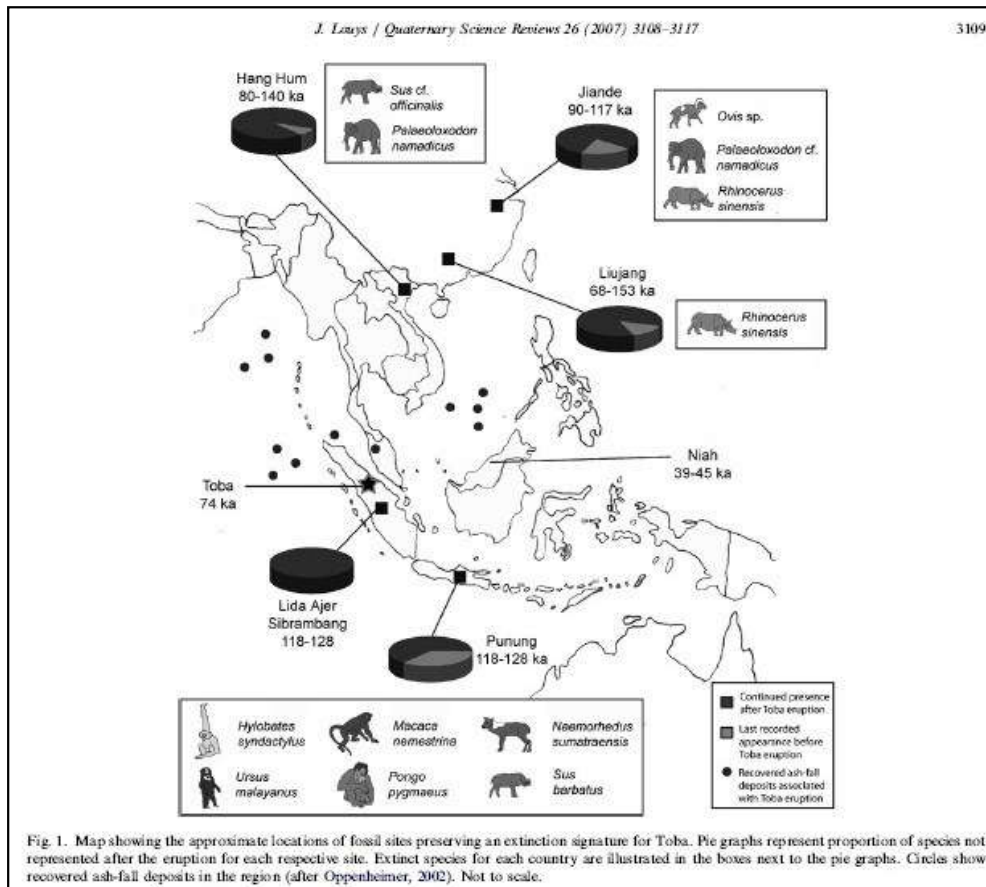 J. Louys / Quaternary Science Reviews 26 (2007) 3108–3117
3109
Hang Hum
80-140 ka
Sus cf.
officinalis
Palaeoloxodon
namadicus
Jiande
90-117 ka
Ovis sp.
Palaeoloxodon cf.
namadicus
Rhinocerus
sinensis
Liujang
68-153 ka
Rhinocerus
sinensis
Niah
39-45 ka
Toba
74 ka
Lida Ajer
Sibrambang
118-128
Punung
118-128 ka
Hylobates
syndactylus
Macaca
nemestrina
Naemorhedus
sumatraensis
Ursus
malayanus
Pongo
pygmaeus
Sus
barbatus
Continued presence
after Toba eruption
Last recorded
appearance before
Toba eruption
Recovered ash-fall
deposits associated
with Toba eruption
Fig. 1. Map showing the approximate locations of fossil sites preserving an extinction signature for Toba. Pie graphs represent proportion of species not
represented after the eruption for each respective site. Extinct species for each country are illustrated in the boxes next to the pie graphs. Circles show
recovered ash-fall deposits in the region (after Oppenheimer, 2002). Not to scale.